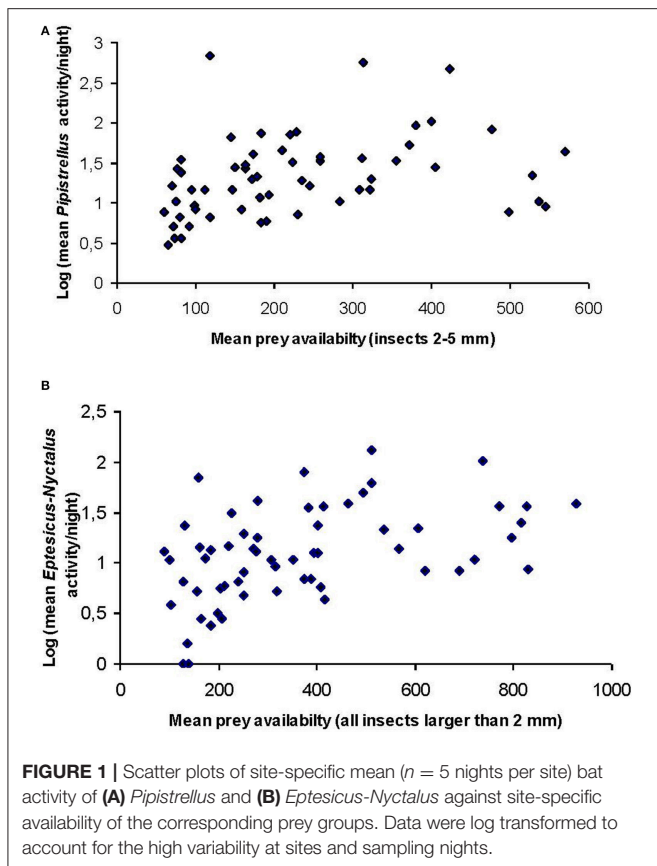 A
Log (mean Pipistrellus activity/night)
3
2,5
2
1,5
1
0,5
0
0 100 200 300 400 500 600
Mean prey availabilty (insects 2-5 mm)
B
Log (mean Eptesicus-Nyctalus
activity/night)
2,5
2
1,5
1
0,5
0
0 200 400 600 800 1000
Mean prey availabilty (all insects larger than 2 mm)
FIGURE 1 | Scatter plots of site-specific mean (n = 5 nights per site) bat
activity of (A) Pipistrellus and (B) Eptesicus-Nyctalus against site-specific
availability of the corresponding prey groups. Data were log transformed to
account for the high variability at sites and sampling nights.